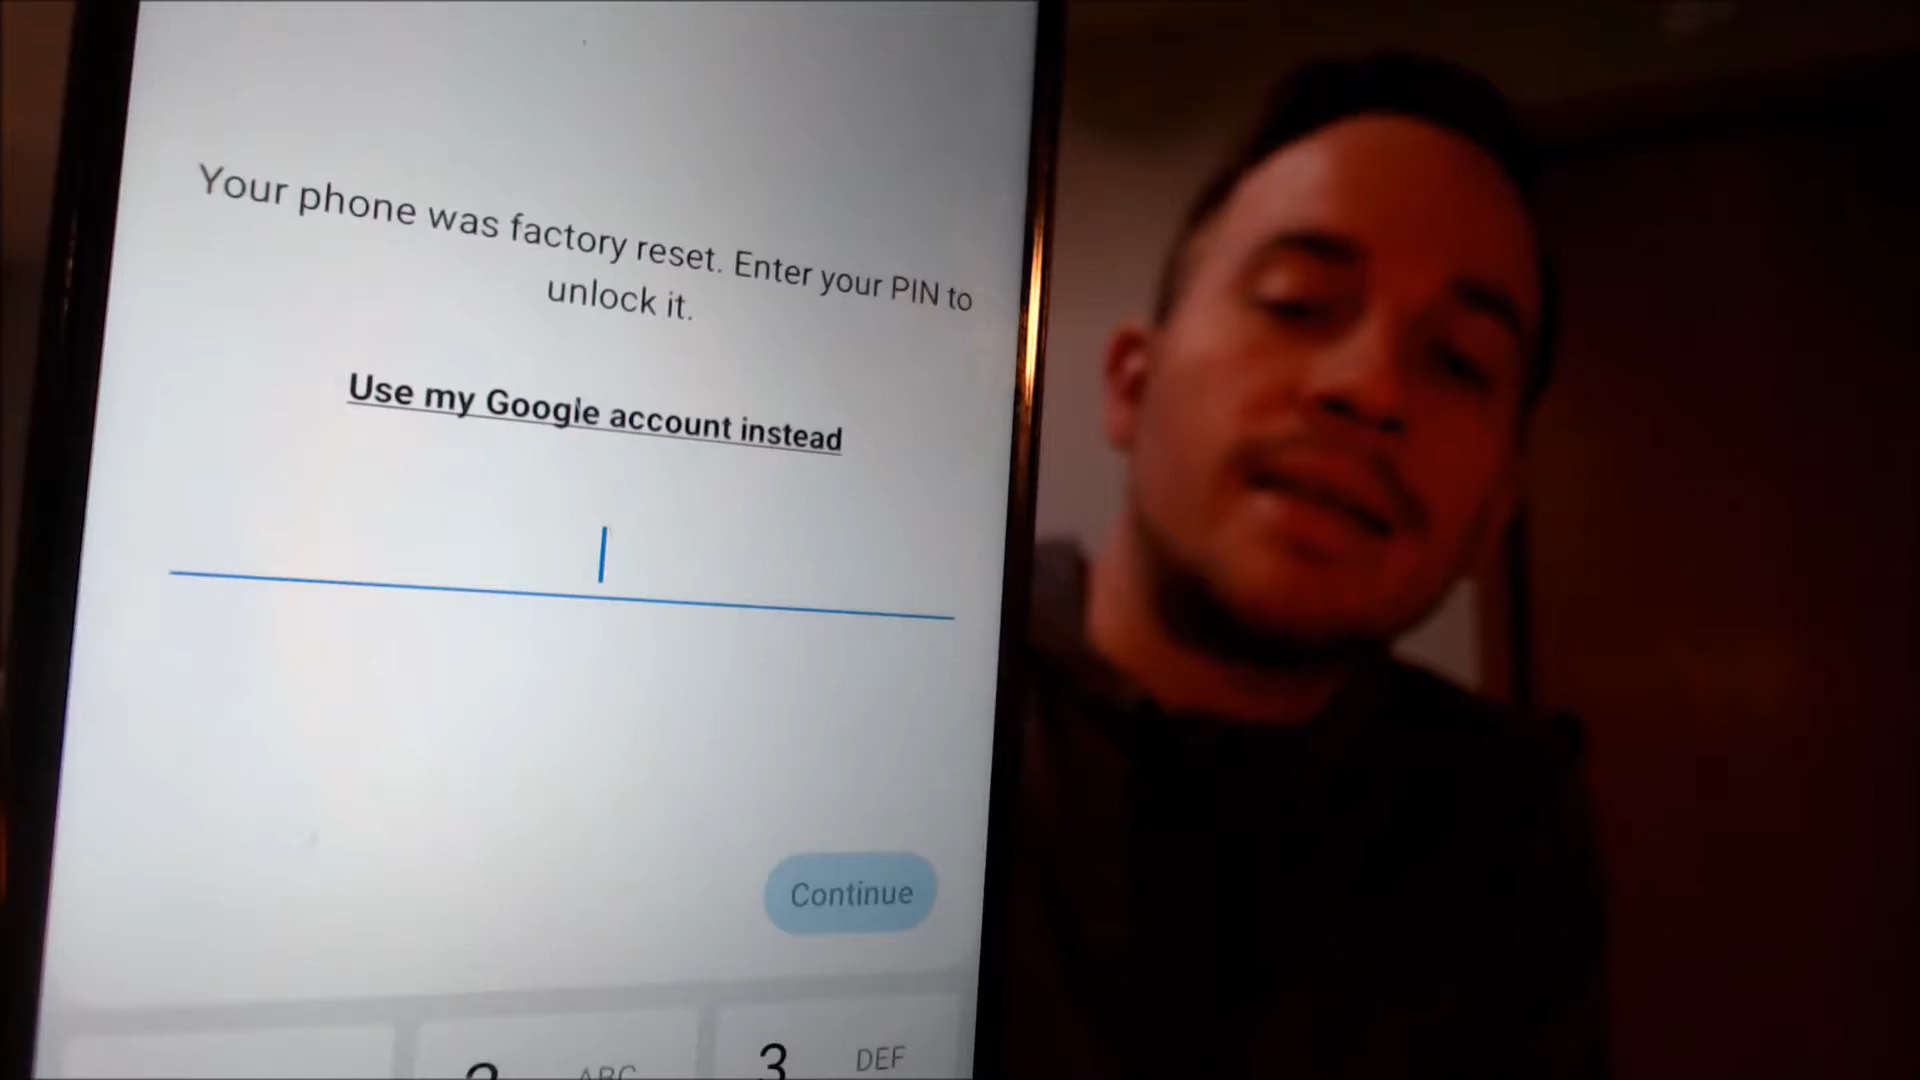 Your phone was factory reset. Enter your PIN to
unlock it.
Use my Google account instead
Continue
ABC
3 DEF